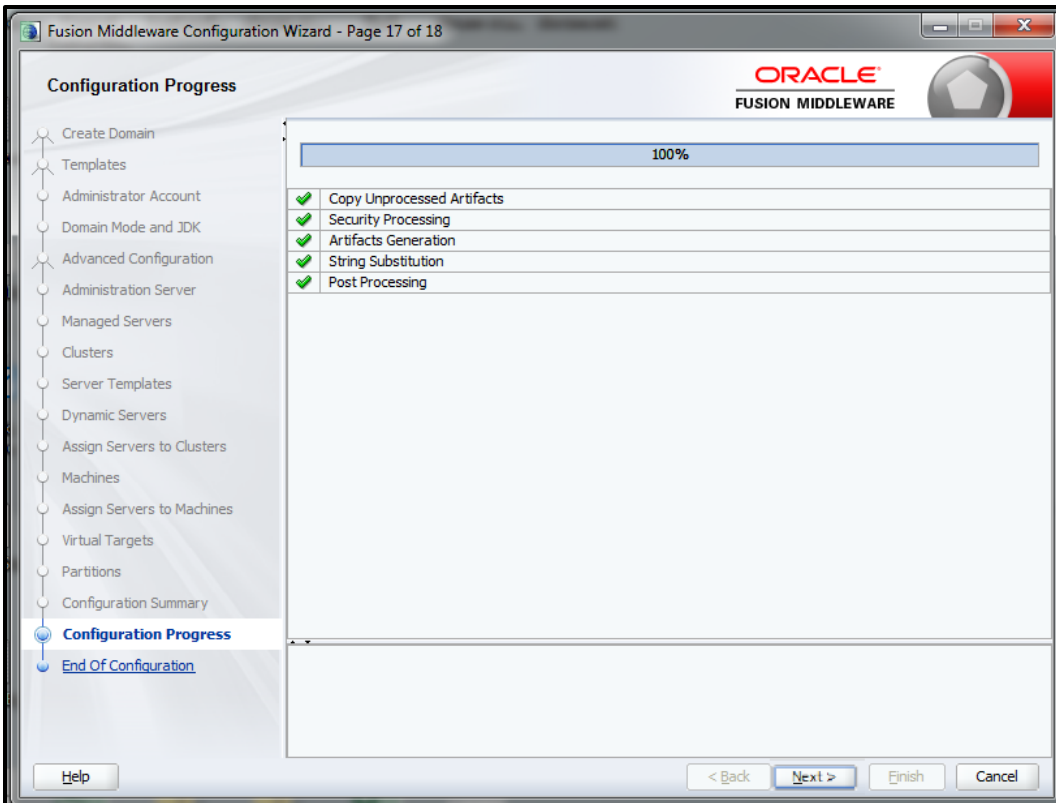 Fusion Middleware Configuration Wizard - Page 17 of 18
Configuration Progress
ORACLE
FUSION MIDDLEWARE
Create Domain
Templates
Administrator Account
Domain Mode and JDK
Advanced Configuration
Administration Server
Managed Servers
Clusters
Server Templates
Dynamic Servers
Assign Servers to Clusters
Machines
Assign Servers to Machines
Virtual Targets
Partitions
Configuration Summary
Configuration Progress
End Of Configuration
100%
Copy Unprocessed Artifacts
Security Processing
Artifacts Generation
String Substitution
Post Processing
Help
< Back
Next >
Finish
Cancel